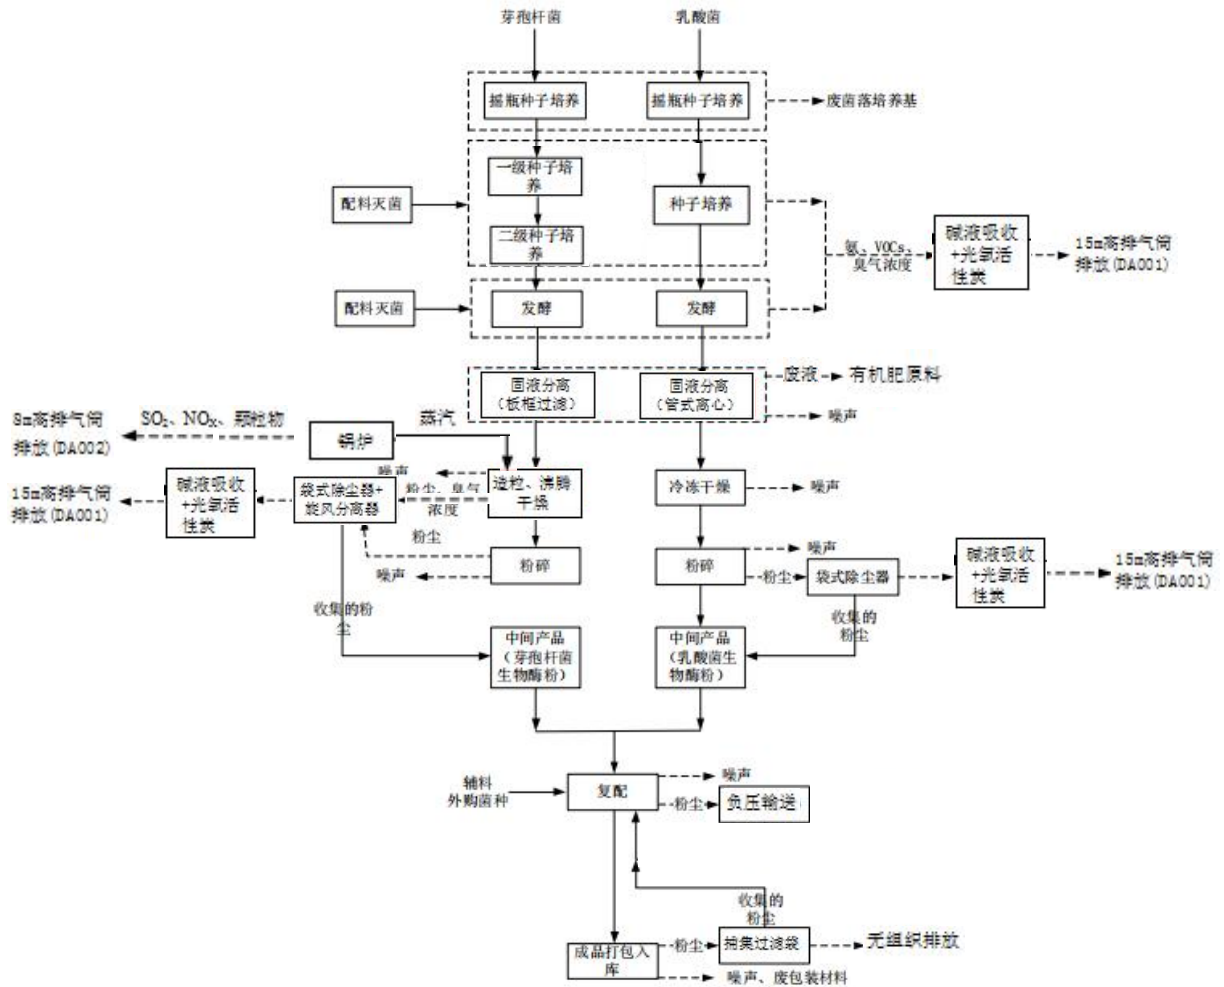 芽孢杆菌
乳酸菌
摇瓶种子培养
摇瓶种子培养
废菌落培养基
一级种子培
养
配料灭菌
种子培养
二级种子培
养
氨、VOCs、
臭气浓度
碱液吸收
+光氧活
性炭
15m高排气筒
排放(DA001)
配料灭菌
发酵
发酵
固液分离
(板框过滤)
固液分离
(管式离心)
废液
有机肥原料
噪声
8m高排气筒
排放(DA002)
SO₂、NOX、颗粒物
锅炉
蒸汽
噪声
造粒、沸腾
干燥
冷冻干燥
噪声
15m高排气筒
排放(DA001)
碱液吸收
+光氧活
性炭
袋式除尘器+
旋风分离器
粉尘、臭气
浓度
粉尘
噪声
粉碎
粉碎
噪声
粉尘
袋式除尘器
碱液吸收
+光氧活
性炭
15m高排气筒
排放(DA001)
收集的粉
尘
收集的
粉尘
中间产品
(芽孢杆菌
生物酶粉)
中间产品
(乳酸菌生
物酶粉)
辅料
外购菌种
复配
噪声
粉尘
负压输送
收集的
粉尘
成品打包入
库
粉尘
捕集过滤袋
无组织排放
噪声、废包装材料